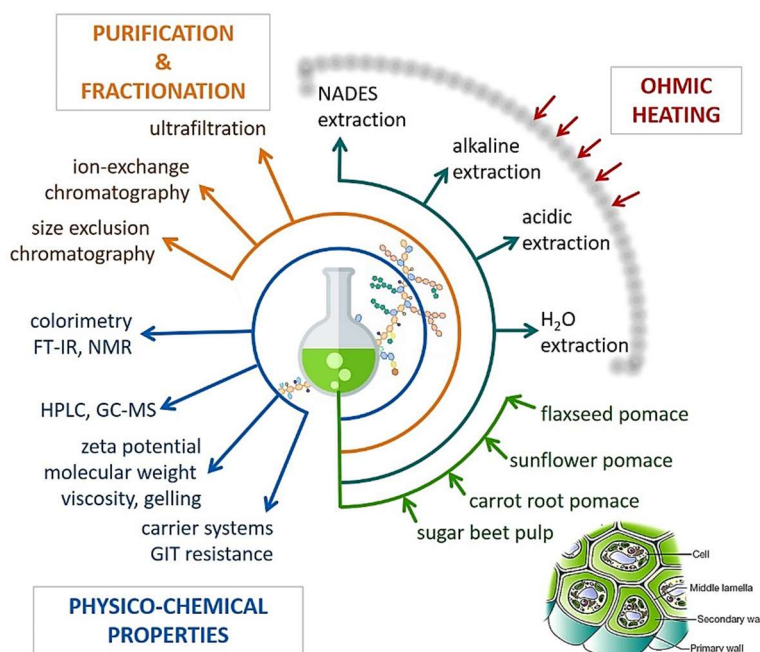 PURIFICATION
&
FRACTIONATION
OHMIC
HEATING
NADES
extraction
alkaline
extraction
acidic
extraction
H₂O
extraction
ultrafiltration
ion-exchange
chromatography
size exclusion
chromatography
colorimetry
FT-IR, NMR
HPLC, GC-MS
zeta potential
molecular weight
viscosity, gelling
carrier systems
GIT resistance
flaxseed pomace
sunflower pomace
carrot root pomace
sugar beet pulp
Cell
Middle lamella
Secondary wa
Primary wall
PHYSICO-CHEMICAL
PROPERTIES